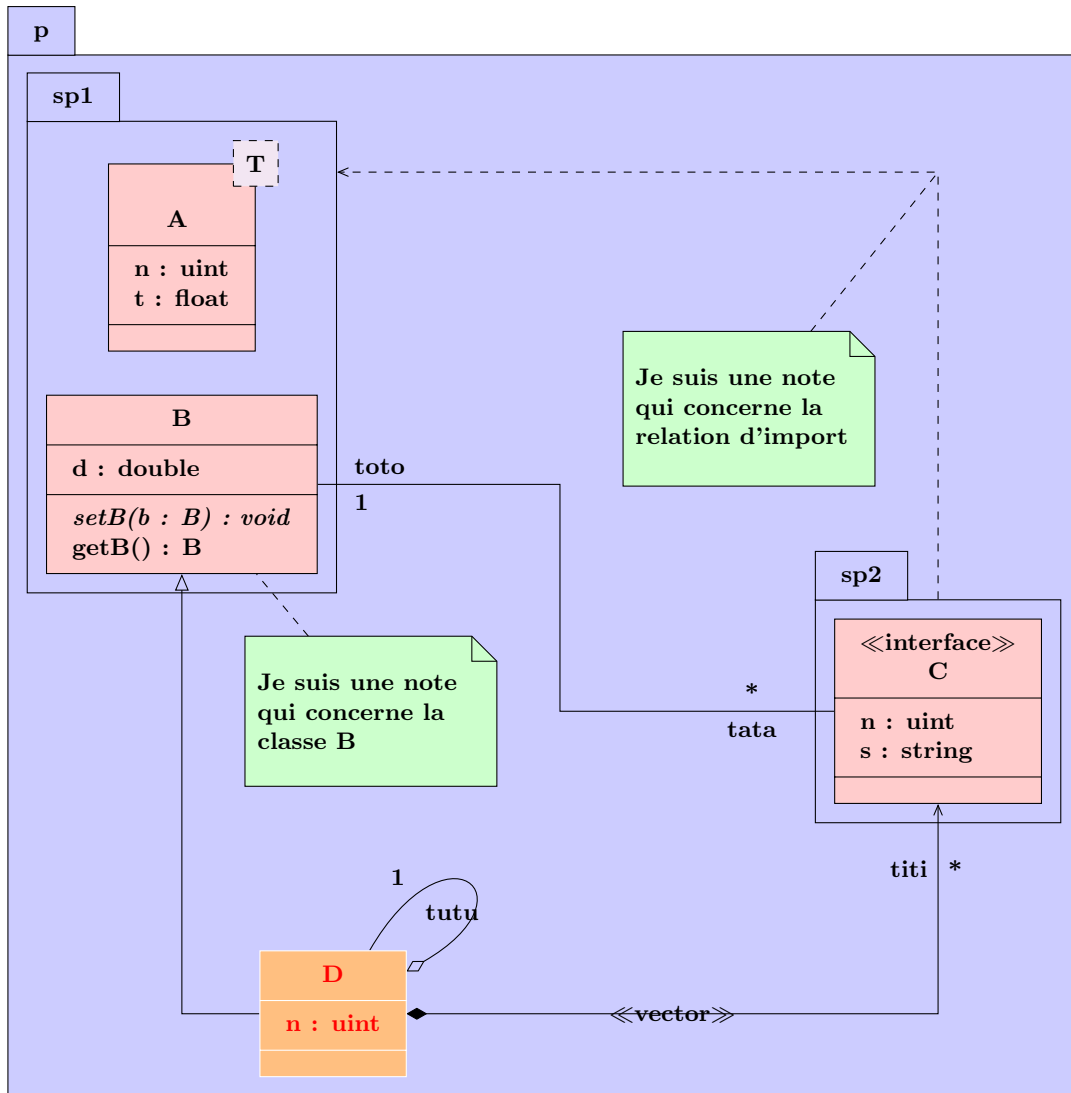 p
sp1
T
A
n : uint
t : float
Je suis une note
qui concerne la
relation d'import
B
d : double
setB(b : B) : void
getB() : B
toto
1
sp2
≪interface≫
C
n : uint
s : string
*
tata
Je suis une note
qui concerne la
classe B
titi *
1
tutu
D
n : uint
≪vector≫